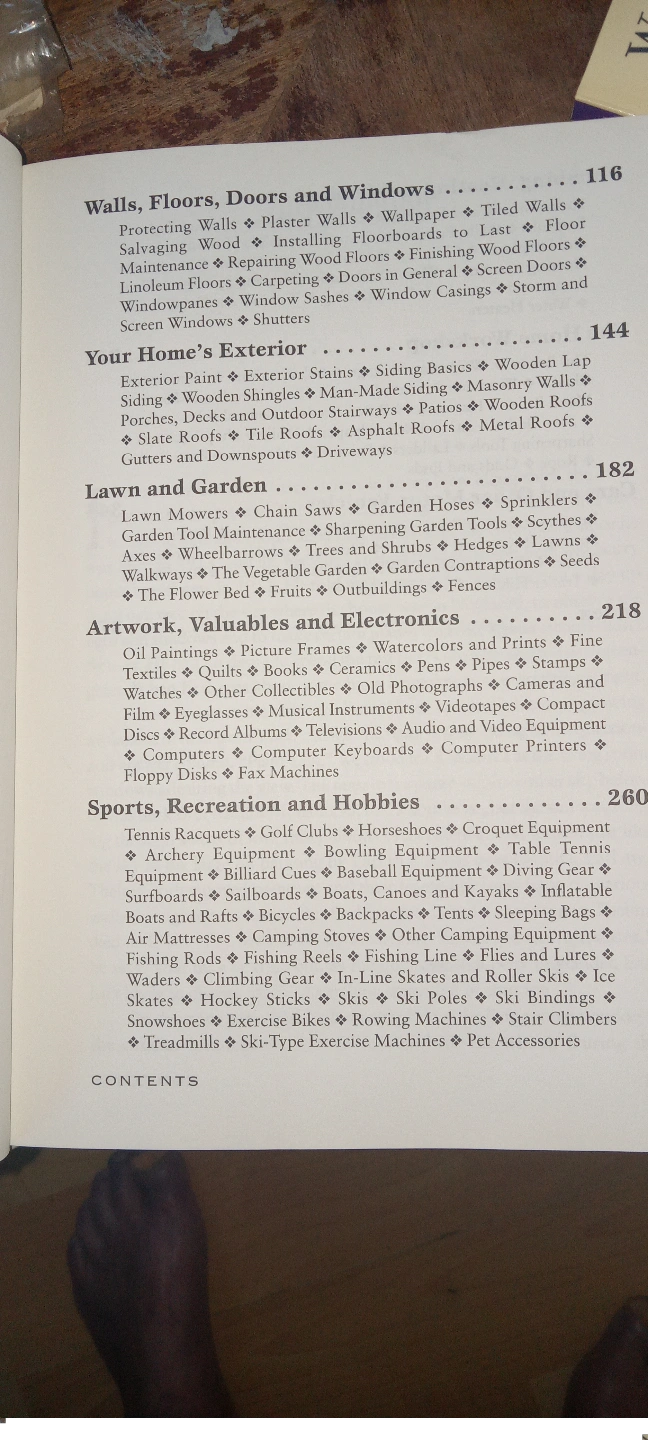 Walls, Floors, Doors and Windows ........... 116
Protecting Walls ❖ Plaster Walls ❖ Wallpaper ❖ Tiled Walls ❖
Salvaging Wood ❖ Installing Floorboards to Last ❖ Floor
Maintenance ❖ Repairing Wood Floors ❖ Finishing Wood Floors ❖
Linoleum Floors ❖ Carpeting ❖ Doors in General ❖ Screen Doors ❖
Windowpanes ❖ Window Sashes ❖ Window Casings ❖ Storm and
Screen Windows ❖ Shutters
Your Home's Exterior ..................... 144
Exterior Paint ❖ Exterior Stains ❖ Siding Basics ❖ Wooden Lap
Siding ❖ Wooden Shingles ❖ Man-Made Siding ❖ Masonry Walls ❖
Porches, Decks and Outdoor Stairways ❖ Patios ❖ Wooden Roofs
❖ Slate Roofs ❖ Tile Roofs ❖ Asphalt Roofs ❖ Metal Roofs ❖
Gutters and Downspouts ❖ Driveways
Lawn and Garden ......................... 182
Lawn Mowers ❖ Chain Saws ❖ Garden Hoses ❖ Sprinklers ❖
Garden Tool Maintenance ❖ Sharpening Garden Tools ❖ Scythes ❖
Axes ❖ Wheelbarrows ❖ Trees and Shrubs ❖ Hedges ❖ Lawns ❖
Walkways ❖ The Vegetable Garden ❖ Garden Contraptions ❖ Seeds
❖ The Flower Bed ❖ Fruits ❖ Outbuildings ❖ Fences
Artwork, Valuables and Electronics .......... 218
Oil Paintings ❖ Picture Frames ❖ Watercolors and Prints ❖ Fine
Textiles ❖ Quilts ❖ Books ❖ Ceramics ❖ Pens ❖ Pipes ❖ Stamps ❖
Watches ❖ Other Collectibles ❖ Old Photographs ❖ Cameras and
Film ❖ Eyeglasses ❖ Musical Instruments ❖ Videotapes ❖ Compact
Discs ❖ Record Albums ❖ Televisions ❖ Audio and Video Equipment
❖ Computers ❖ Computer Keyboards ❖ Computer Printers ❖
Floppy Disks ❖ Fax Machines
Sports, Recreation and Hobbies ............. 260
Tennis Racquets ❖ Golf Clubs ❖ Horseshoes ❖ Croquet Equipment
❖ Archery Equipment ❖ Bowling Equipment ❖ Table Tennis
Equipment ❖ Billiard Cues ❖ Baseball Equipment ❖ Diving Gear ❖
Surfboards ❖ Sailboards ❖ Boats, Canoes and Kayaks ❖ Inflatable
Boats and Rafts ❖ Bicycles ❖ Backpacks ❖ Tents ❖ Sleeping Bags ❖
Air Mattresses ❖ Camping Stoves ❖ Other Camping Equipment ❖
Fishing Rods ❖ Fishing Reels ❖ Fishing Line ❖ Flies and Lures ❖
Waders ❖ Climbing Gear ❖ In-Line Skates and Roller Skis ❖ Ice
Skates ❖ Hockey Sticks ❖ Skis ❖ Ski Poles ❖ Ski Bindings ❖
Snowshoes ❖ Exercise Bikes ❖ Rowing Machines ❖ Stair Climbers
❖ Treadmills ❖ Ski-Type Exercise Machines ❖ Pet Accessories
CONTENTS